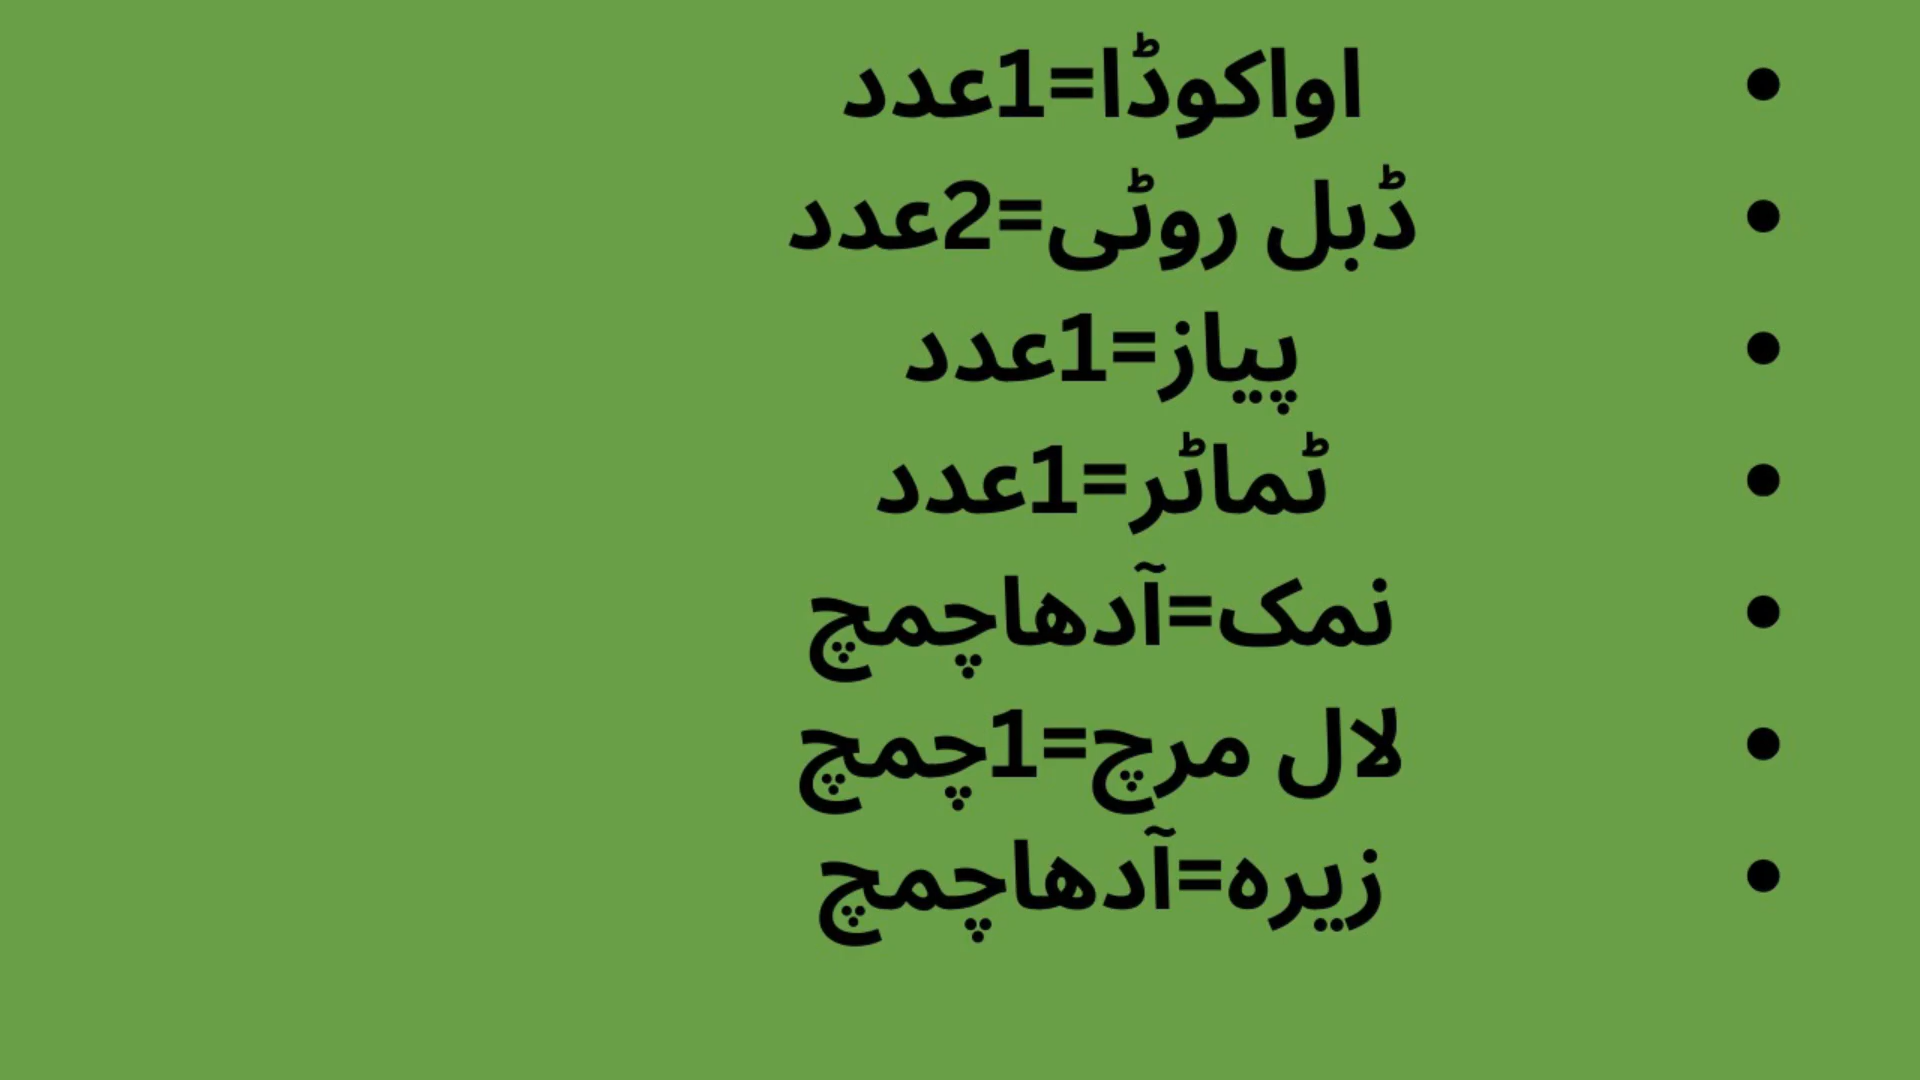 • اواکوڈا=1عدد
• ڈبل روٹی=2عدد
• پیاز=1عدد
• ٹماٹر=1عدد
• نمک=آدھاچمچ
• لال مرچ=1چمچ
• زیرہ=آدھاچمچ